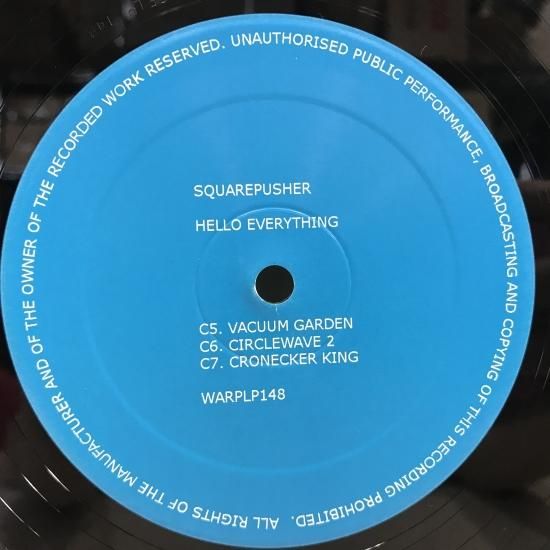 SQUAREPUSHER
HELLO EVERYTHING
C5. VACUUM GARDEN
C6. CIRCLEWAVE 2
C7. CRONECKER KING
WARPLP148
ALL RIGHTS OF THE MANUFACTURER AND OF THE OWNER OF THE RECORDED WORK RESERVED. UNAUTHORISED PUBLIC PERFORMANCE, BROADCASTING AND COPYING OF THIS RECORDING PROHIBITED.